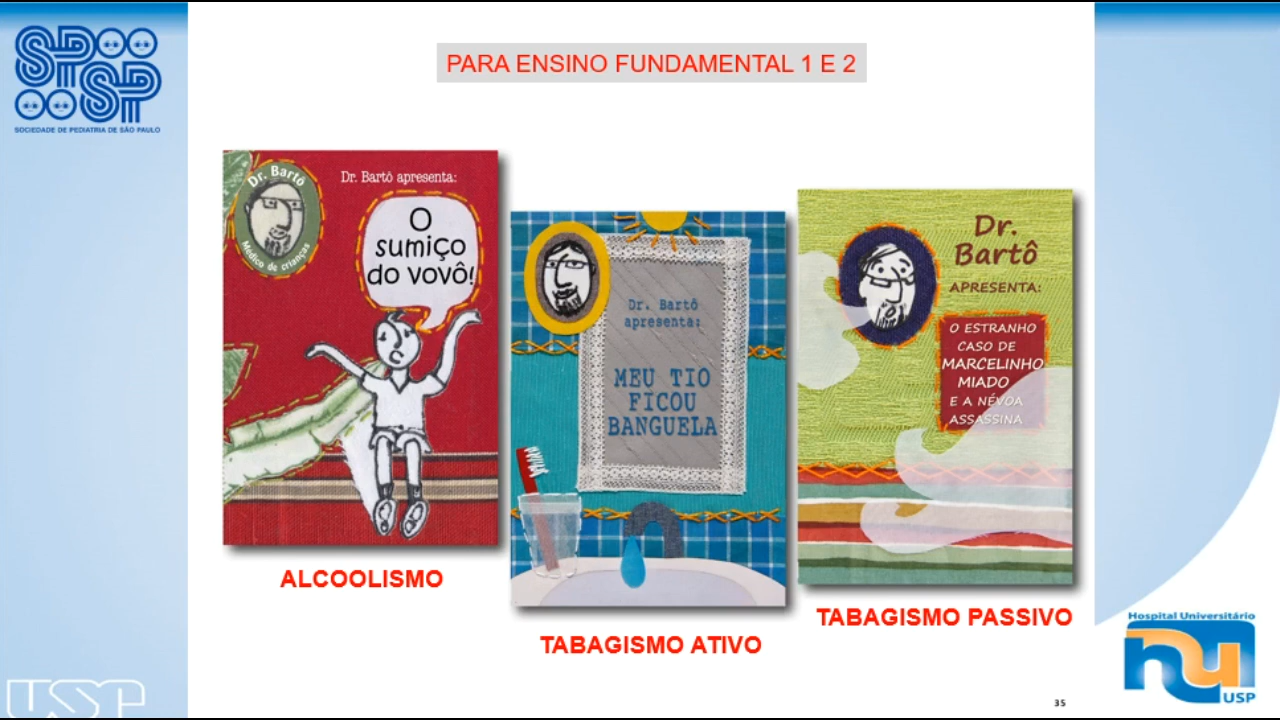 SPSP
SOCIEDADE DE PEDIATRIA DE SÃO PAULO
PARA ENSINO FUNDAMENTAL 1 E 2
Dr. Bartô
Médico de crianças
Dr. Bartô apresenta:
O
sumiço
do vovô!
ALCOOLISMO
Dr. Bartô
apresenta:
MEU TIO
FICOU
BANGUELA
TABAGISMO ATIVO
Dr.
Bartô
APRESENTA:
O ESTRANHO
CASO DE
MARCELINHO
MIADO
E A NÉVOA
ASSASSINA
TABAGISMO PASSIVO
Hospital Universitário
hu
USP
USP
35